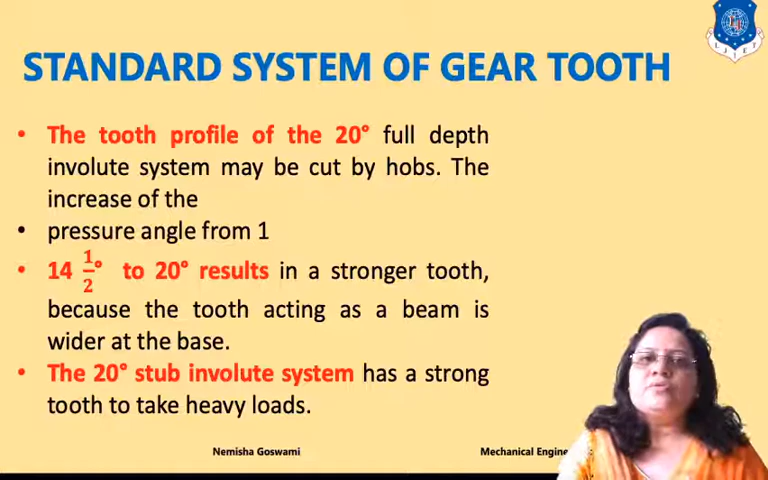 STANDARD SYSTEM OF GEAR TOOTH
• The tooth profile of the 20° full depth
involute system may be cut by hobs. The
increase of the
• pressure angle from 1
• 14 1/2° to 20° results in a stronger tooth,
because the tooth acting as a beam is
wider at the base.
• The 20° stub involute system has a strong
tooth to take heavy loads.
Nemisha Goswami
Mechanical